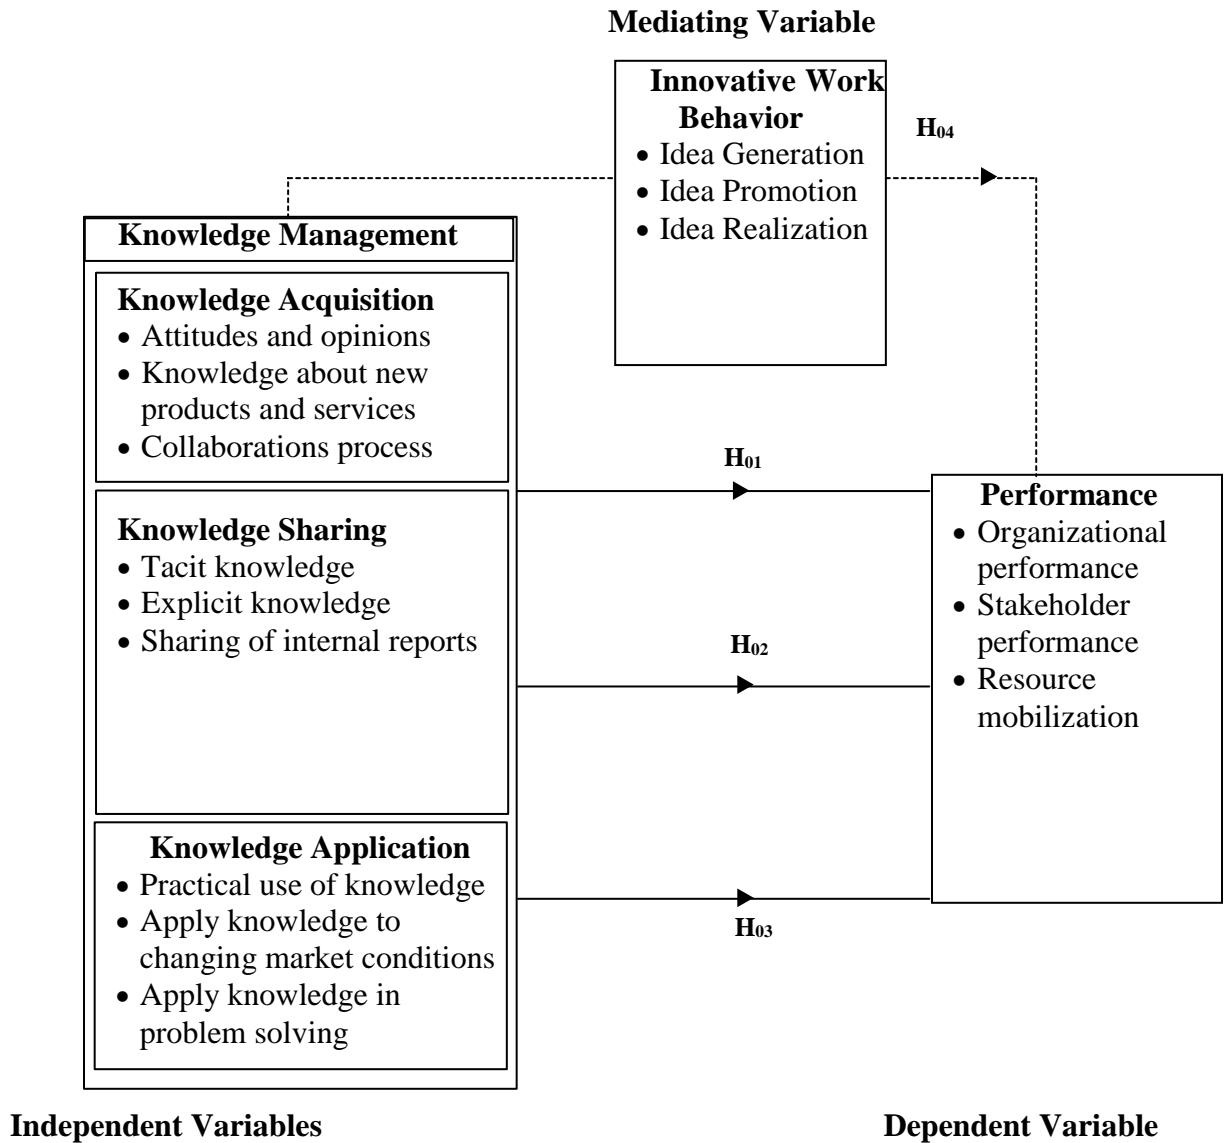 Mediating Variable
Innovative Work
Behavior
• Idea Generation
• Idea Promotion
• Idea Realization
H04
Knowledge Management
Knowledge Acquisition
• Attitudes and opinions
• Knowledge about new
products and services
• Collaborations process
Knowledge Sharing
• Tacit knowledge
• Explicit knowledge
• Sharing of internal reports
Knowledge Application
• Practical use of knowledge
• Apply knowledge to
changing market conditions
• Apply knowledge in
problem solving
H01
H02
H03
Performance
• Organizational
performance
• Stakeholder
performance
• Resource
mobilization
Independent Variables
Dependent Variable